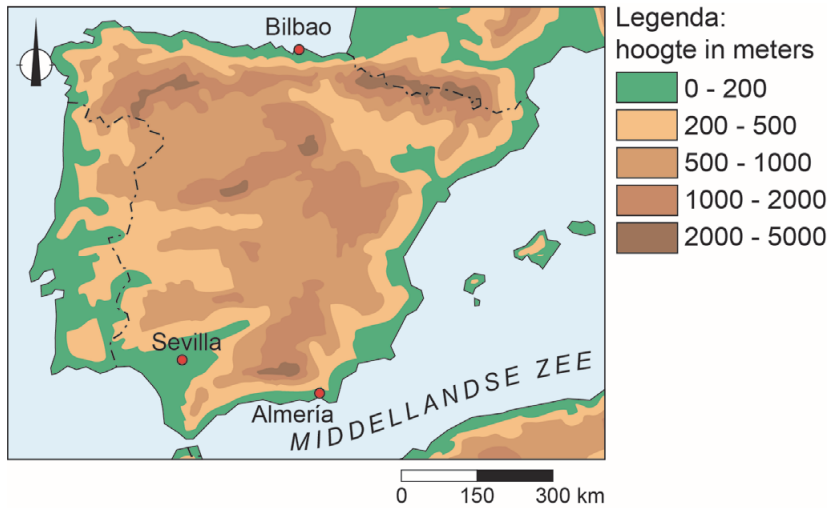 Bilbao
Sevilla
Almería
MIDDELLANDSE ZEE
Legenda:
hoogte in meters
0 - 200
200 - 500
500 - 1000
1000 - 2000
2000 - 5000
0 150 300 km